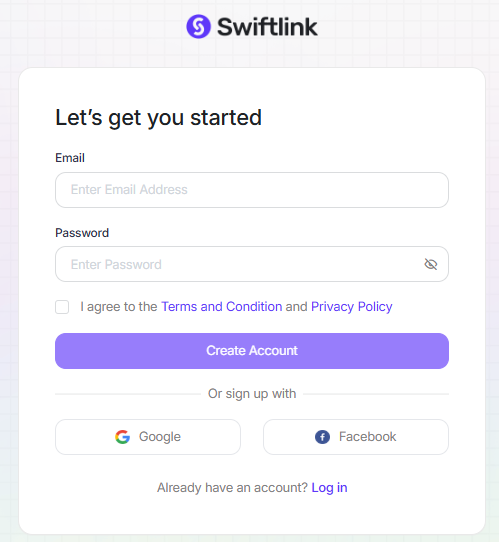 Swiftlink
Let's get you started
Email
Enter Email Address
Password
Enter Password
I agree to the Terms and Condition and Privacy Policy
Create Account
Or sign up with
Google
Facebook
Already have an account? Log in